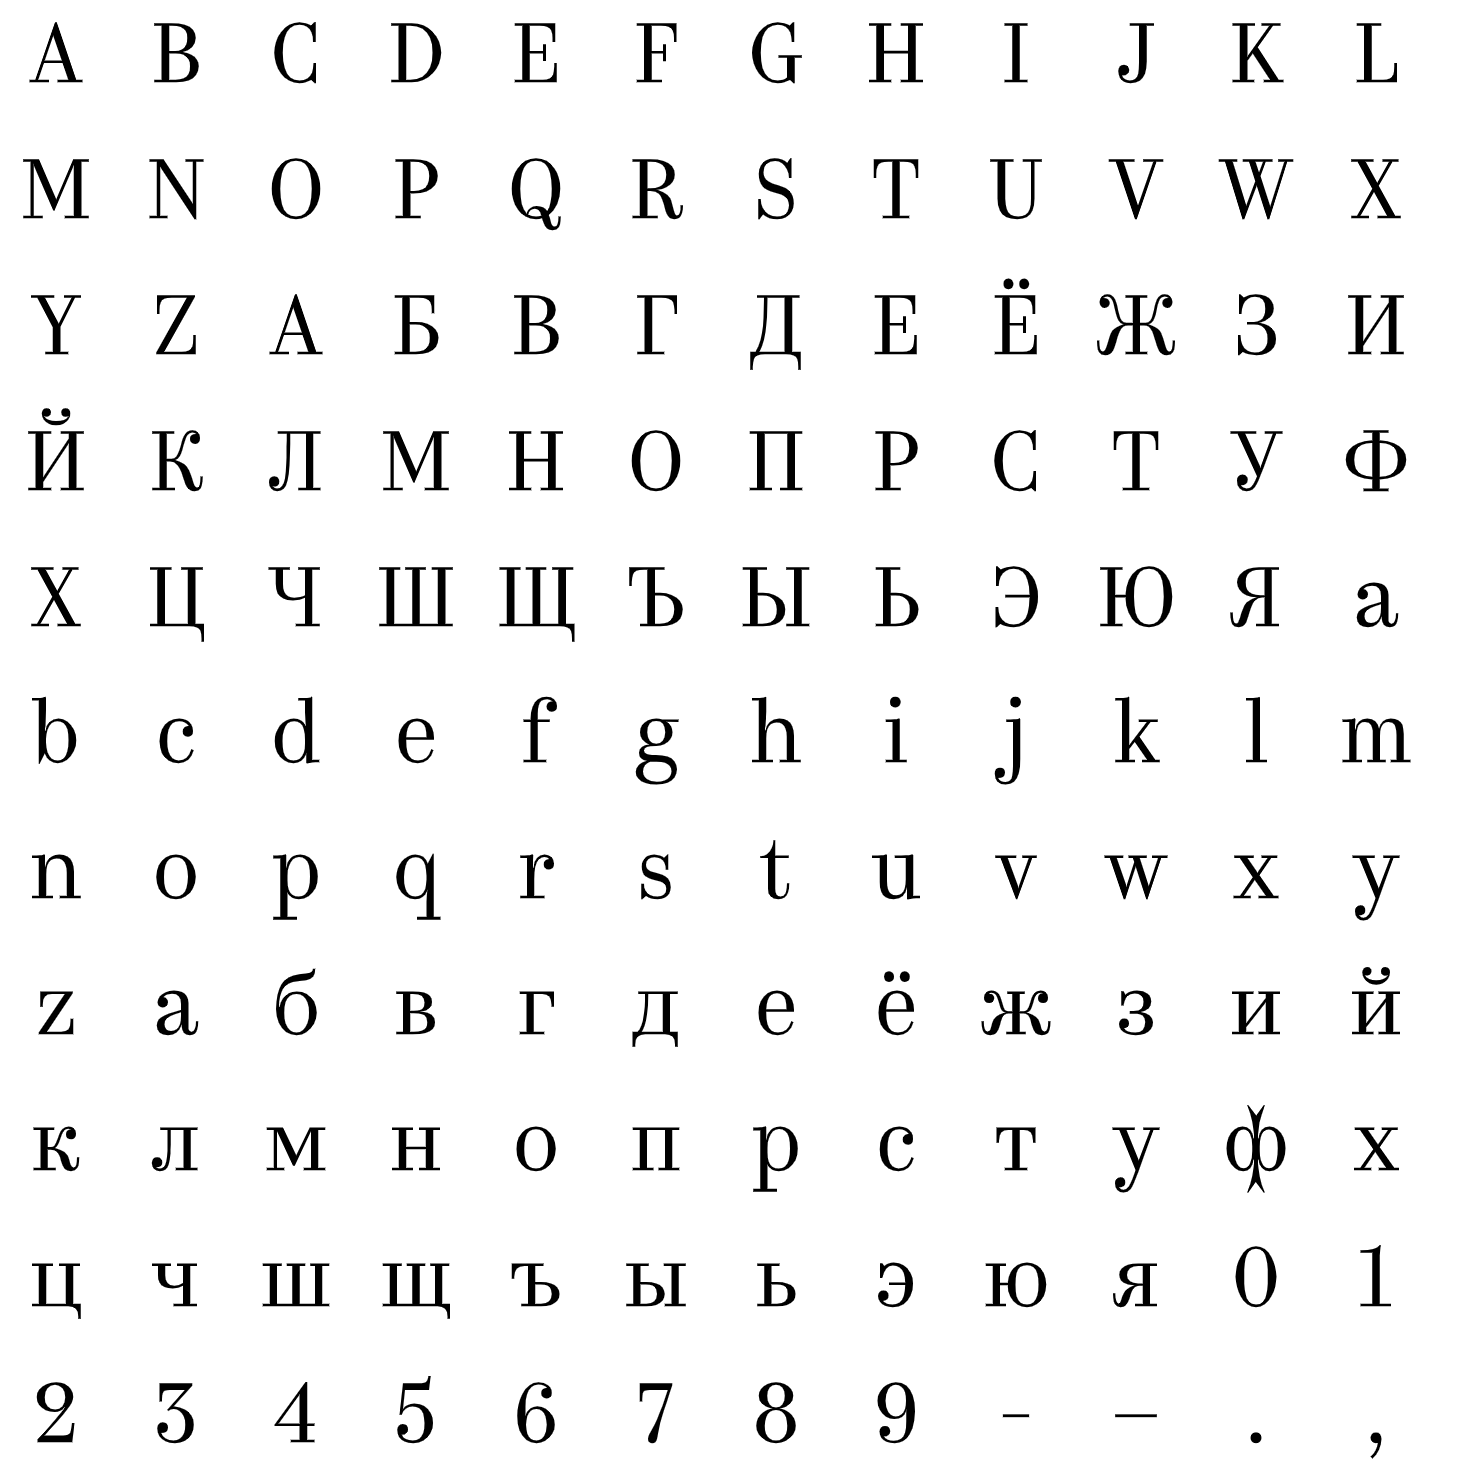 A B C D E F G H I J K L
M N O P Q R S T U V W X
Y Z А Б В Г Д Е Ё Ж З И
Й К Л М Н О П Р С Т У Ф
Х Ц Ч Ш Щ Ъ Ы Ь Э Ю Я a
b c d e f g h i j k l m
n o p q r s t u v w x y
z а б в г д е ё ж з и й
к л м н о п р с т у ф х
ц ч ш щ ъ ы ь э ю я 0 1
2 3 4 5 6 7 8 9 - – . ,